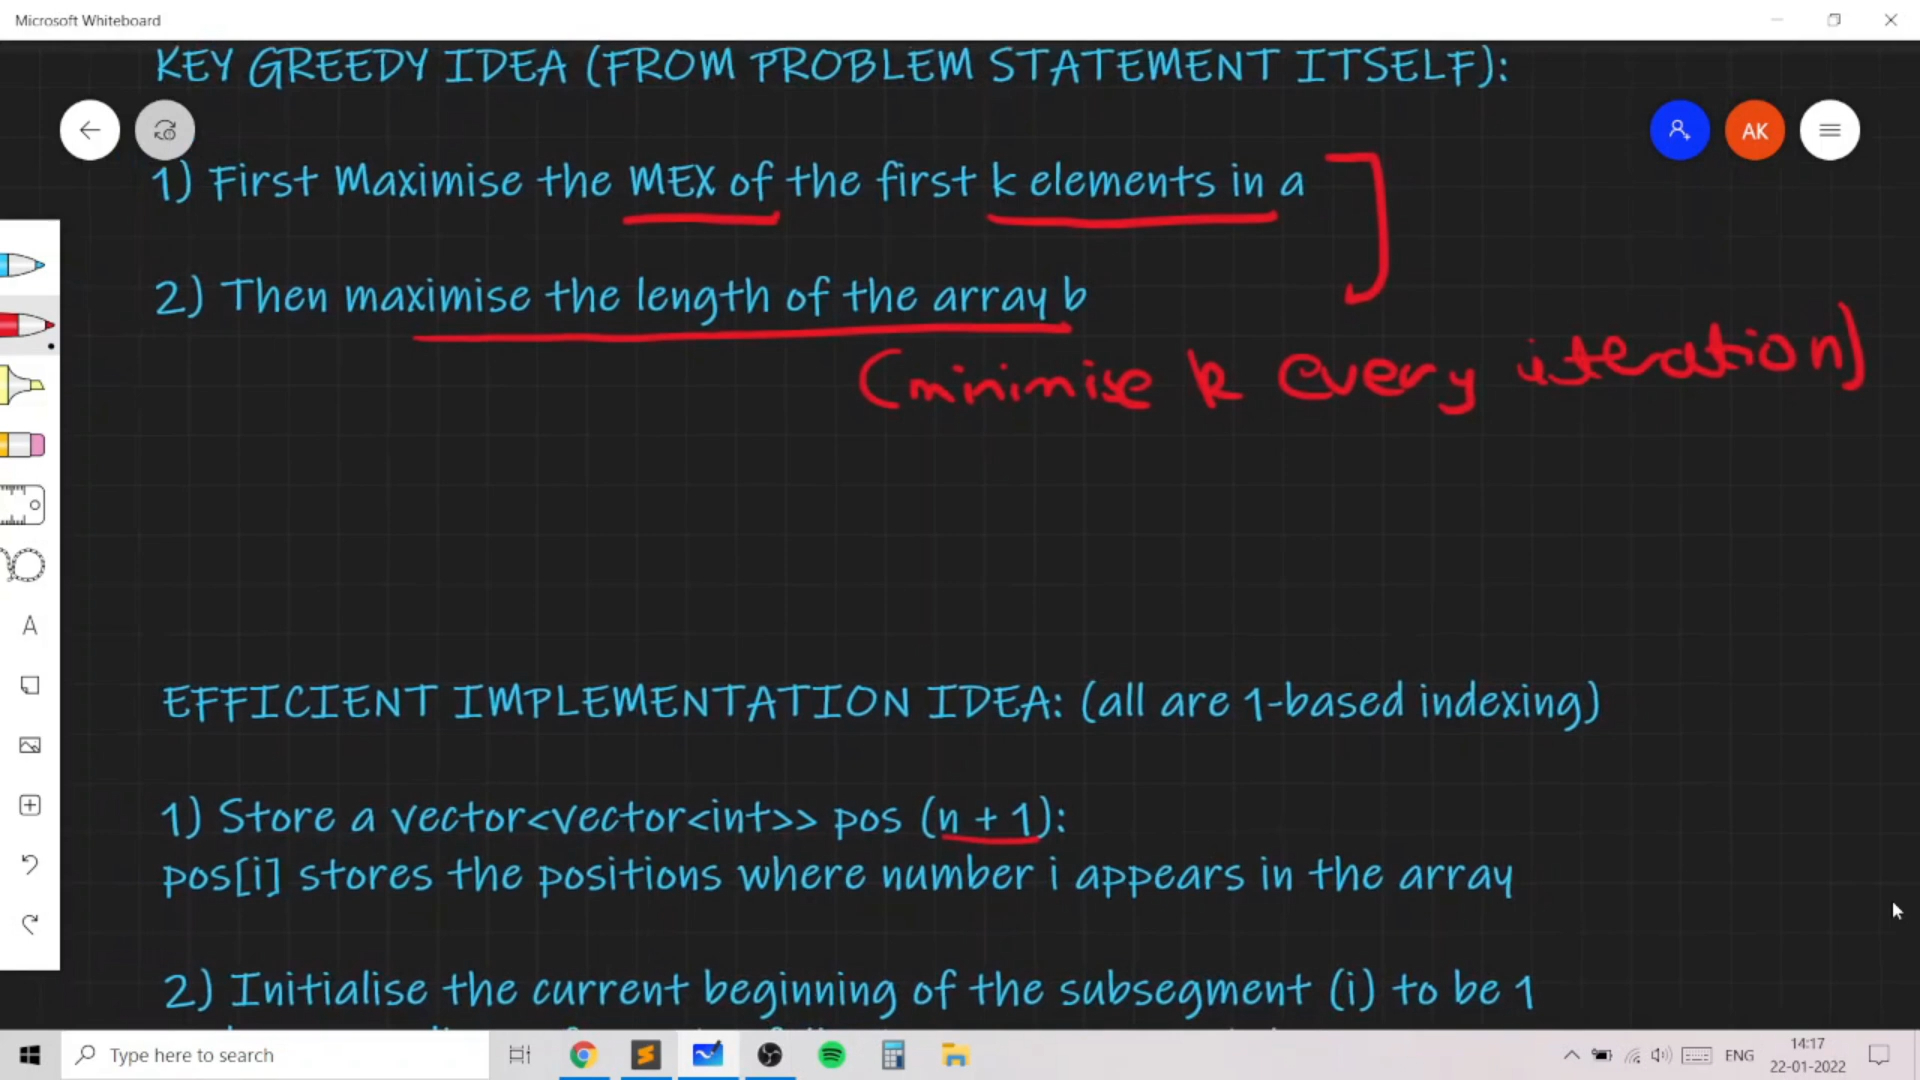 Microsoft Whiteboard
KEY GREEDY IDEA (FROM PROBLEM STATEMENT ITSELF):
AK
1) First Maximise the MEX of the first k elements in a
2) Then maximise the length of the array b
(minimise k every iteration)
EFFICIENT IMPLEMENTATION IDEA: (all are 1-based indexing)
1) Store a vector<vector<int>> pos (n + 1):
pos[i] stores the positions where number i appears in the array
2) Initialise the current beginning of the subsegment (i) to be 1
Type here to search
ENG
14:17
22-01-2022